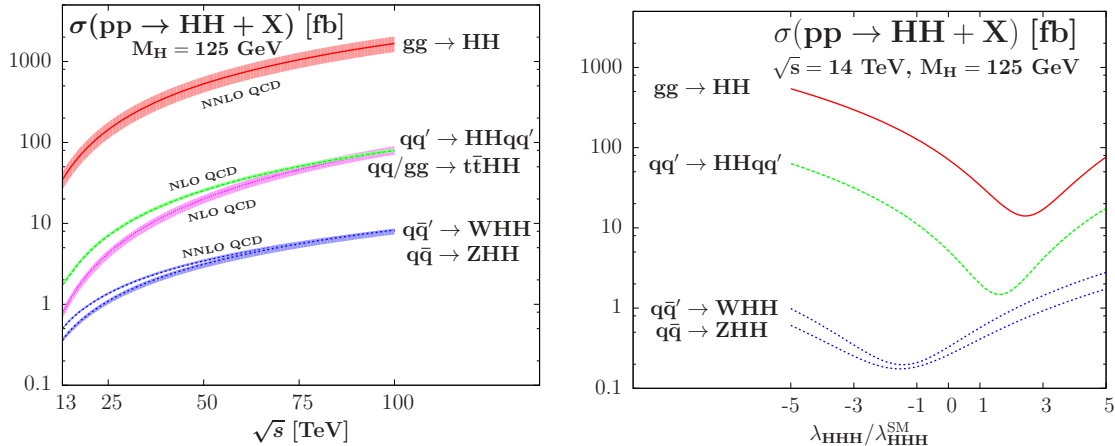 σ(pp → HH + X) [fb]
M_H = 125 GeV
gg → HH
NNLO QCD
qq′ → HHqq′
qq/gg → tt̄HH
NLO QCD
NLO QCD
qq̄′ → WHH
qq̄ → ZHH
NNLO QCD
1000
100
10
1
0.1
13 25 50 75 100
√s [TeV]
σ(pp → HH + X) [fb]
√s = 14 TeV, M_H = 125 GeV
gg → HH
qq′ → HHqq′
qq̄′ → WHH
qq̄ → ZHH
1000
100
10
1
0.1
-5 -3 -1 0 1 3 5
λ_HHH/λ^SM_HHH